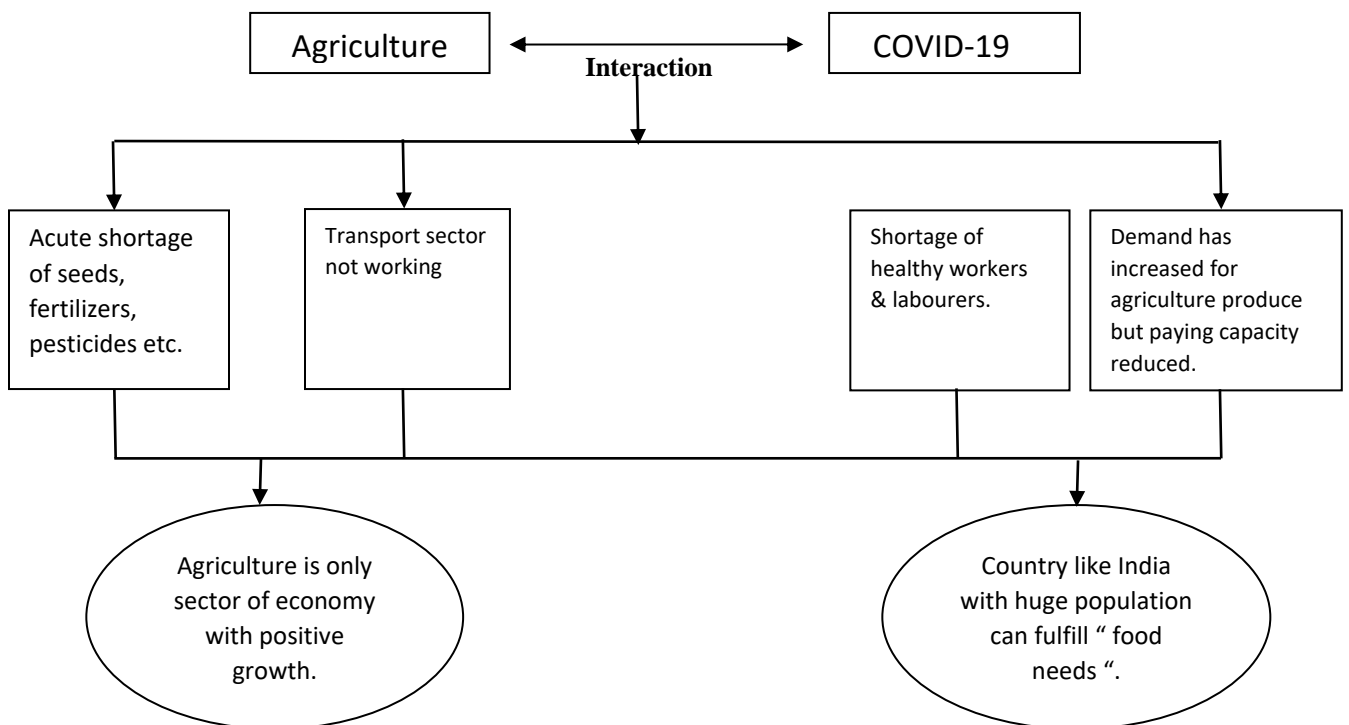 Agriculture
COVID-19
Interaction
Acute shortage
of seeds,
fertilizers,
pesticides etc.
Transport sector
not working
Shortage of
healthy workers
& labourers.
Demand has
increased for
agriculture produce
but paying capacity
reduced.
Agriculture is only
sector of economy
with positive
growth.
Country like India
with huge population
can fulfill “ food
needs “.